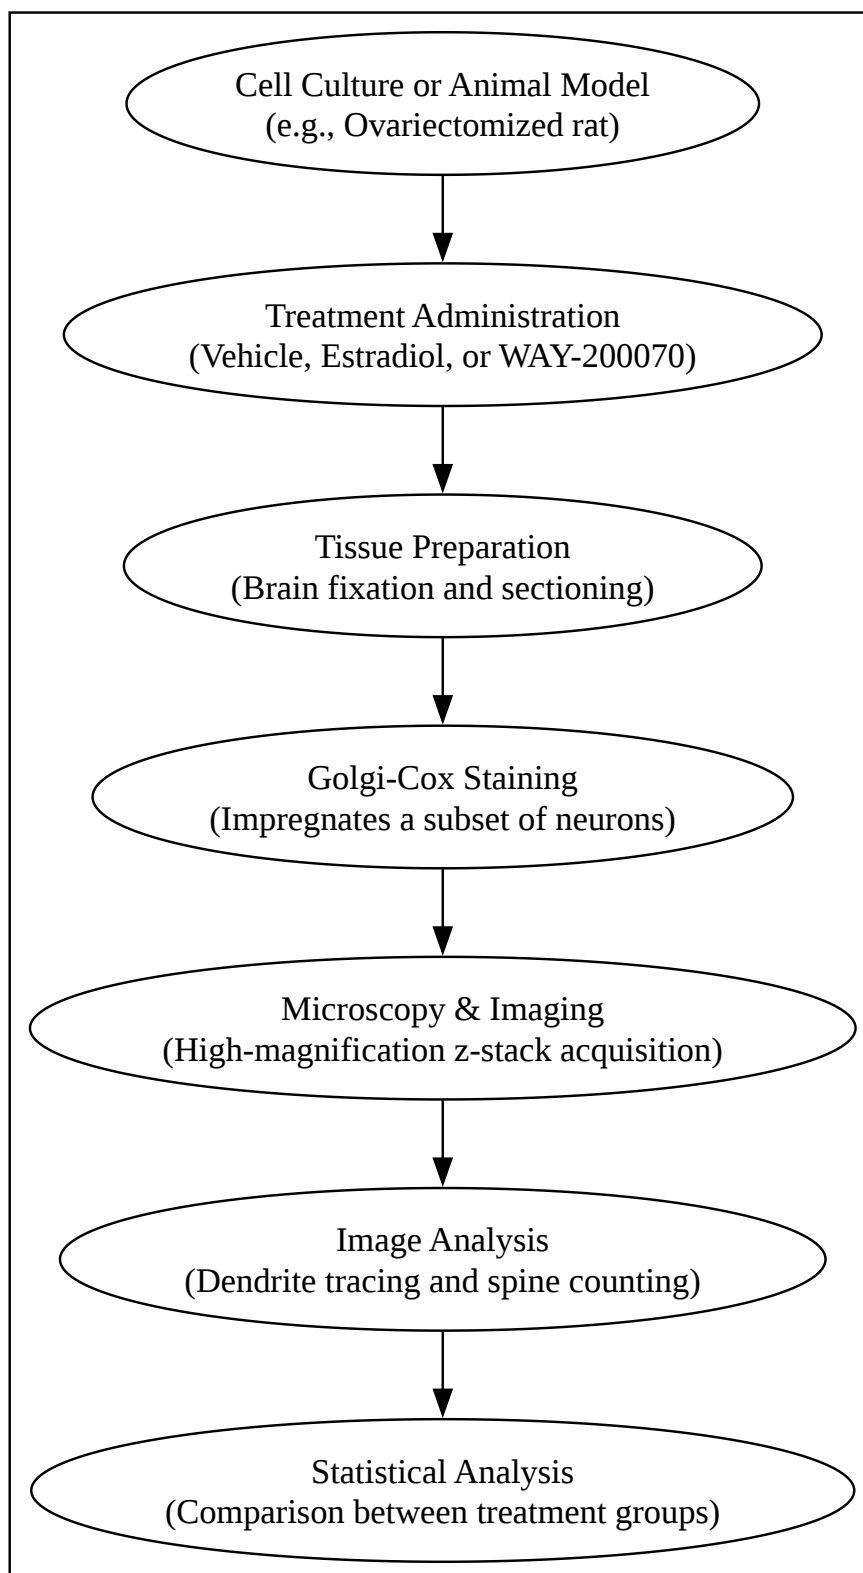 Cell Culture or Animal Model
(e.g., Ovariectomized rat)
Treatment Administration
(Vehicle, Estradiol, or WAY-200070)
Tissue Preparation
(Brain fixation and sectioning)
Golgi-Cox Staining
(Impregnates a subset of neurons)
Microscopy & Imaging
(High-magnification z-stack acquisition)
Image Analysis
(Dendrite tracing and spine counting)
Statistical Analysis
(Comparison between treatment groups)